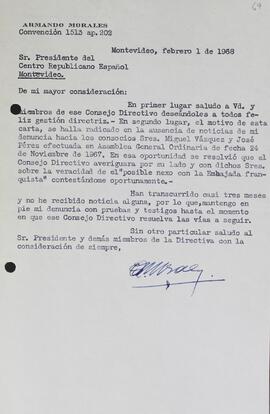 69
ARMANDO MORALES
Convención 1513 ap.202
Montevideo, febrero 1 de 1968
Sr. Presidente del
Centro Republicano Español
Montevideo.
De mi mayor consideración:
En primer lugar saludo a Vd. y
miembros de ese Consejo Directivo deseándoles a todos fe-
liz gestión directriz.- En segundo lugar, el motivo de esta
carta, se halla radicado en la ausencia de noticias de mi
denuncia hacia los consocios Sres. Miguel Vázquez y José
Pérez efectuada en Asamblea General Ordinaria de fecha 24
de Noviembre de 1967. En esa oportunidad se resolvió que el
Consejo Directivo averiguara por su lado y con dichos Sres.
sobre la veracidad de el"posible nexo con la Embajada fran-
quista" contestándome oportunamente.-
Han transcurrido casi tres meses
y no he recibido noticia alguna, por lo que,mantengo en
pie mi denuncia con pruebas y testigos hasta el momento
en que ese Consejo Directivo resuelva las vías a seguir.
Sin otro particular saludo al
Sr. Presidente y demás miembros de la Directiva con la
consideración de siempre,